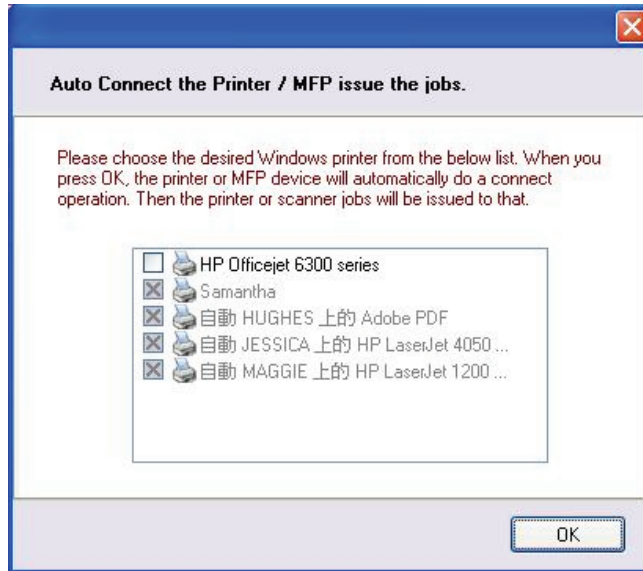 Auto Connect the Printer / MFP issue the jobs.
Please choose the desired Windows printer from the below list. When you
press OK, the printer or MFP device will automatically do a connect
operation. Then the printer or scanner jobs will be issued to that.
HP Officejet 6300 series
Samantha
自動 HUGHES 上的 Adobe PDF
自動 JESSICA 上的 HP LaserJet 4050 ...
自動 MAGGIE 上的 HP LaserJet 1200 ...
OK